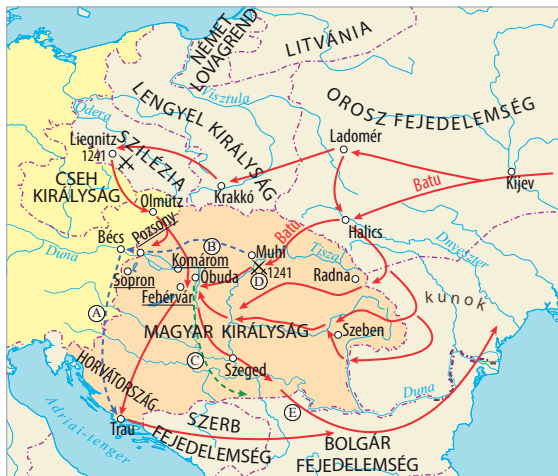 NÉMET
LOVAGREND
LITVÁNIA
Visztula
Odera
LENGYEL KIRÁLYSÁG
OROSZ FEJEDELEMSÉG
Liegnitz
1241
SZILÉZIA
Ladomér
Batu
Kijev
CSEH
KIRÁLYSÁG
Krakkó
Olmütz
Halics
Batu
Dnyeszter
Pozsony
Bécs
B
Muhi
1241
D
Duna
Komárom
Óbuda
Tisza
Radna
Sopron
Fehérvár
kunok
A
MAGYAR KIRÁLYSÁG
Szeben
C
Szeged
HORVÁTORSZÁG
Duna
E
Trau
SZERB
FEJEDELEMSÉG
BOLGÁR
FEJEDELEMSÉG
Adriai-tenger